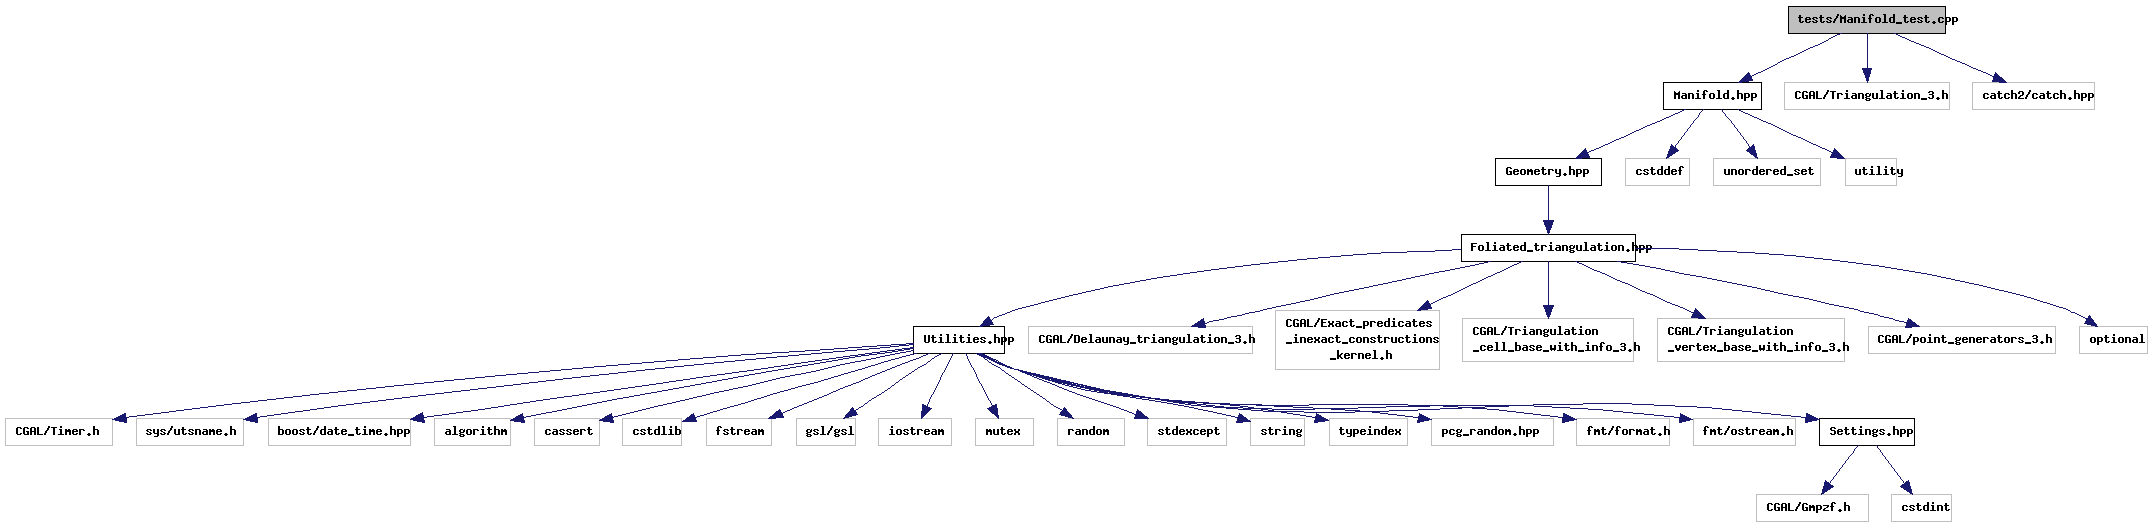 tests/Manifold_test.cpp
Manifold.hpp
CGAL/Triangulation_3.h
catch2/catch.hpp
Geometry.hpp
cstddef
unordered_set
utility
Foliated_triangulation.hpp
Utilities.hpp
CGAL/Delaunay_triangulation_3.h
CGAL/Exact_predicates
_inexact_constructions
_kernel.h
CGAL/Triangulation
_cell_base_with_info_3.h
CGAL/Triangulation
_vertex_base_with_info_3.h
CGAL/point_generators_3.h
optional
CGAL/Timer.h
sys/utsname.h
boost/date_time.hpp
algorithm
cassert
cstdlib
fstream
gsl/gsl
iostream
mutex
random
stdexcept
string
typeindex
pcg_random.hpp
fmt/format.h
fmt/ostream.h
Settings.hpp
CGAL/Gmpzf.h
cstdint